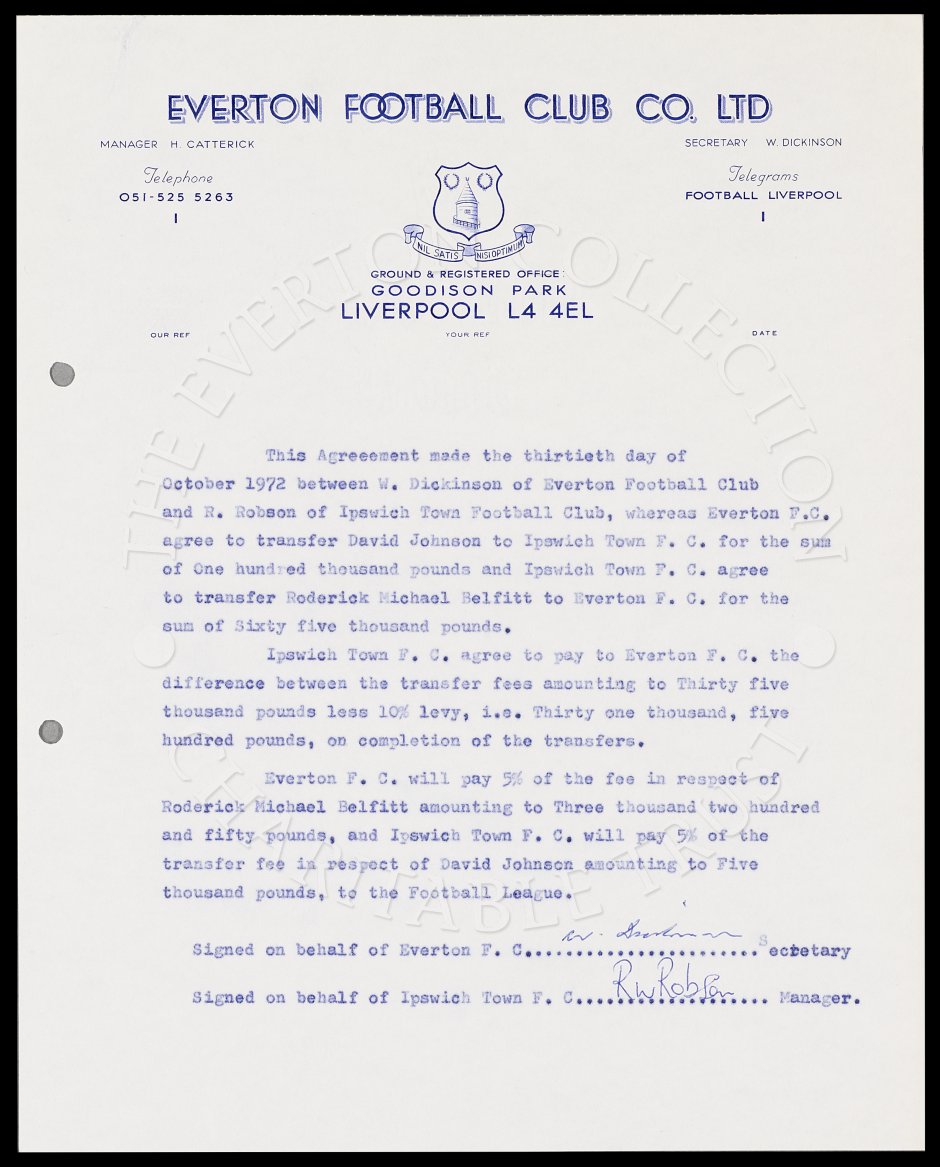 EVERTON FOOTBALL CLUB CO. LTD
MANAGER H. CATTERICK
SECRETARY W. DICKINSON
Telephone
051-525 5263
Telegrams
FOOTBALL LIVERPOOL
NIL SATIS NISI OPTIMUM
GROUND & REGISTERED OFFICE:
GOODISON PARK
LIVERPOOL L4 4EL
OUR REF
YOUR REF
DATE
THE EVERTON COLLECTION
CHARITABLE TRUST
This Agreeement made the thirtieth day of
October 1972 between W. Dickinson of Everton Football Club
and R. Robson of Ipswich Town Football Club, whereas Everton F.C.
agree to transfer David Johnson to Ipswich Town F. C. for the sum
of One hundred thousand pounds and Ipswich Town F. C. agree
to transfer Roderick Michael Belfitt to Everton F. C. for the
sum of Sixty five thousand pounds.
Ipswich Town F. C. agree to pay to Everton F. C. the
difference between the transfer fees amounting to Thirty five
thousand pounds less 10% levy, i.e. Thirty one thousand, five
hundred pounds, on completion of the transfers.
Everton F. C. will pay 5% of the fee in respect of
Roderick Michael Belfitt amounting to Three thousand two hundred
and fifty pounds, and Ipswich Town F. C. will pay 5% of the
transfer fee in respect of David Johnson amounting to Five
thousand pounds, to the Football League.
Signed on behalf of Everton F. C. W. Dickinson Secretary
Signed on behalf of Ipswich Town F. C. RW Robson Manager.